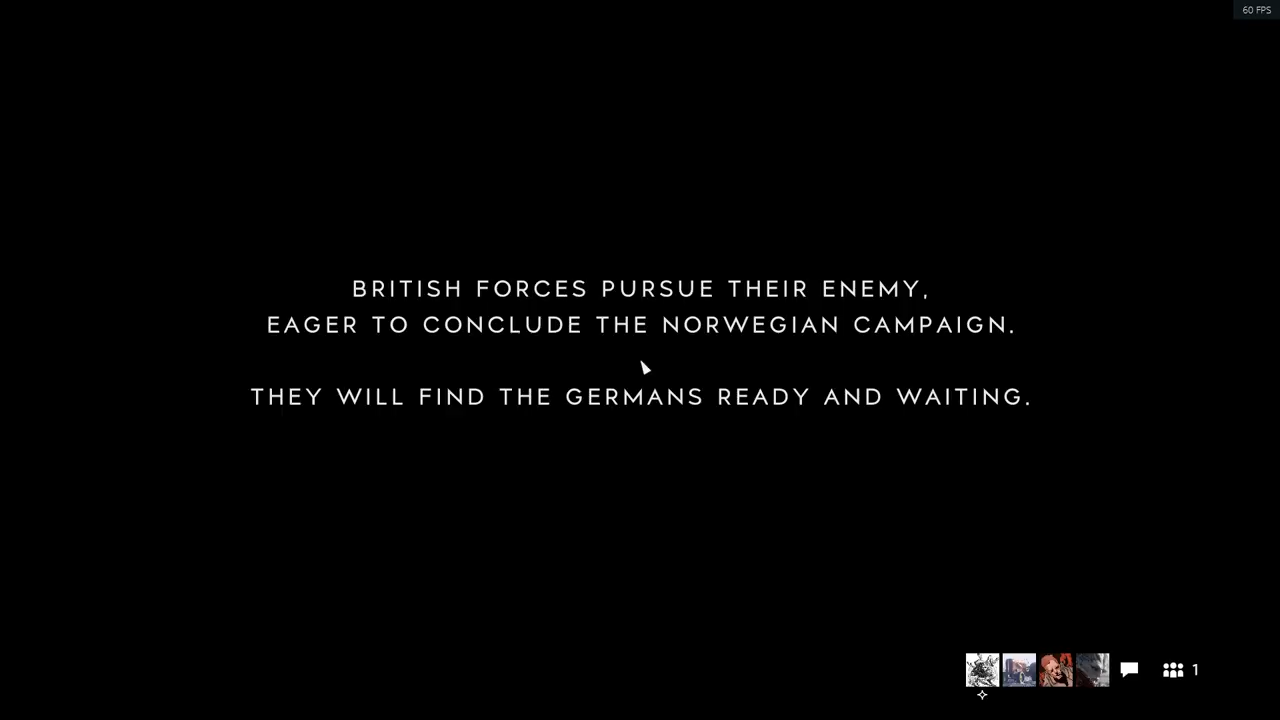 60 FPS
BRITISH FORCES PURSUE THEIR ENEMY,
EAGER TO CONCLUDE THE NORWEGIAN CAMPAIGN.
THEY WILL FIND THE GERMANS READY AND WAITING.
1